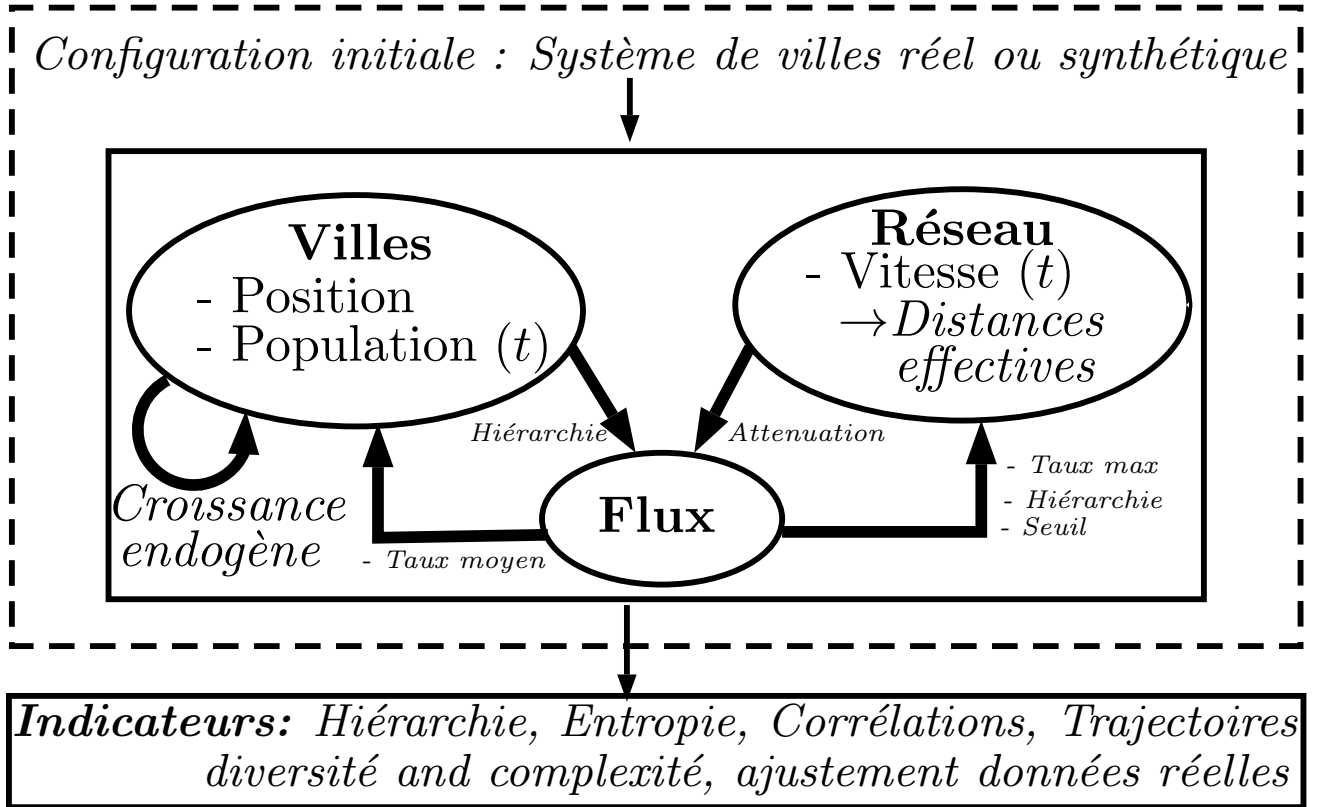 Configuration initiale : Système de villes réel ou synthétique
Villes
- Position
- Population (t)
Réseau
- Vitesse (t)
→Distances
effectives
Hiérarchie
Attenuation
- Taux max
- Hiérarchie
- Seuil
Flux
Croissance
endogène
- Taux moyen
Indicateurs: Hiérarchie, Entropie, Corrélations, Trajectoires
diversité and complexité, ajustement données réelles